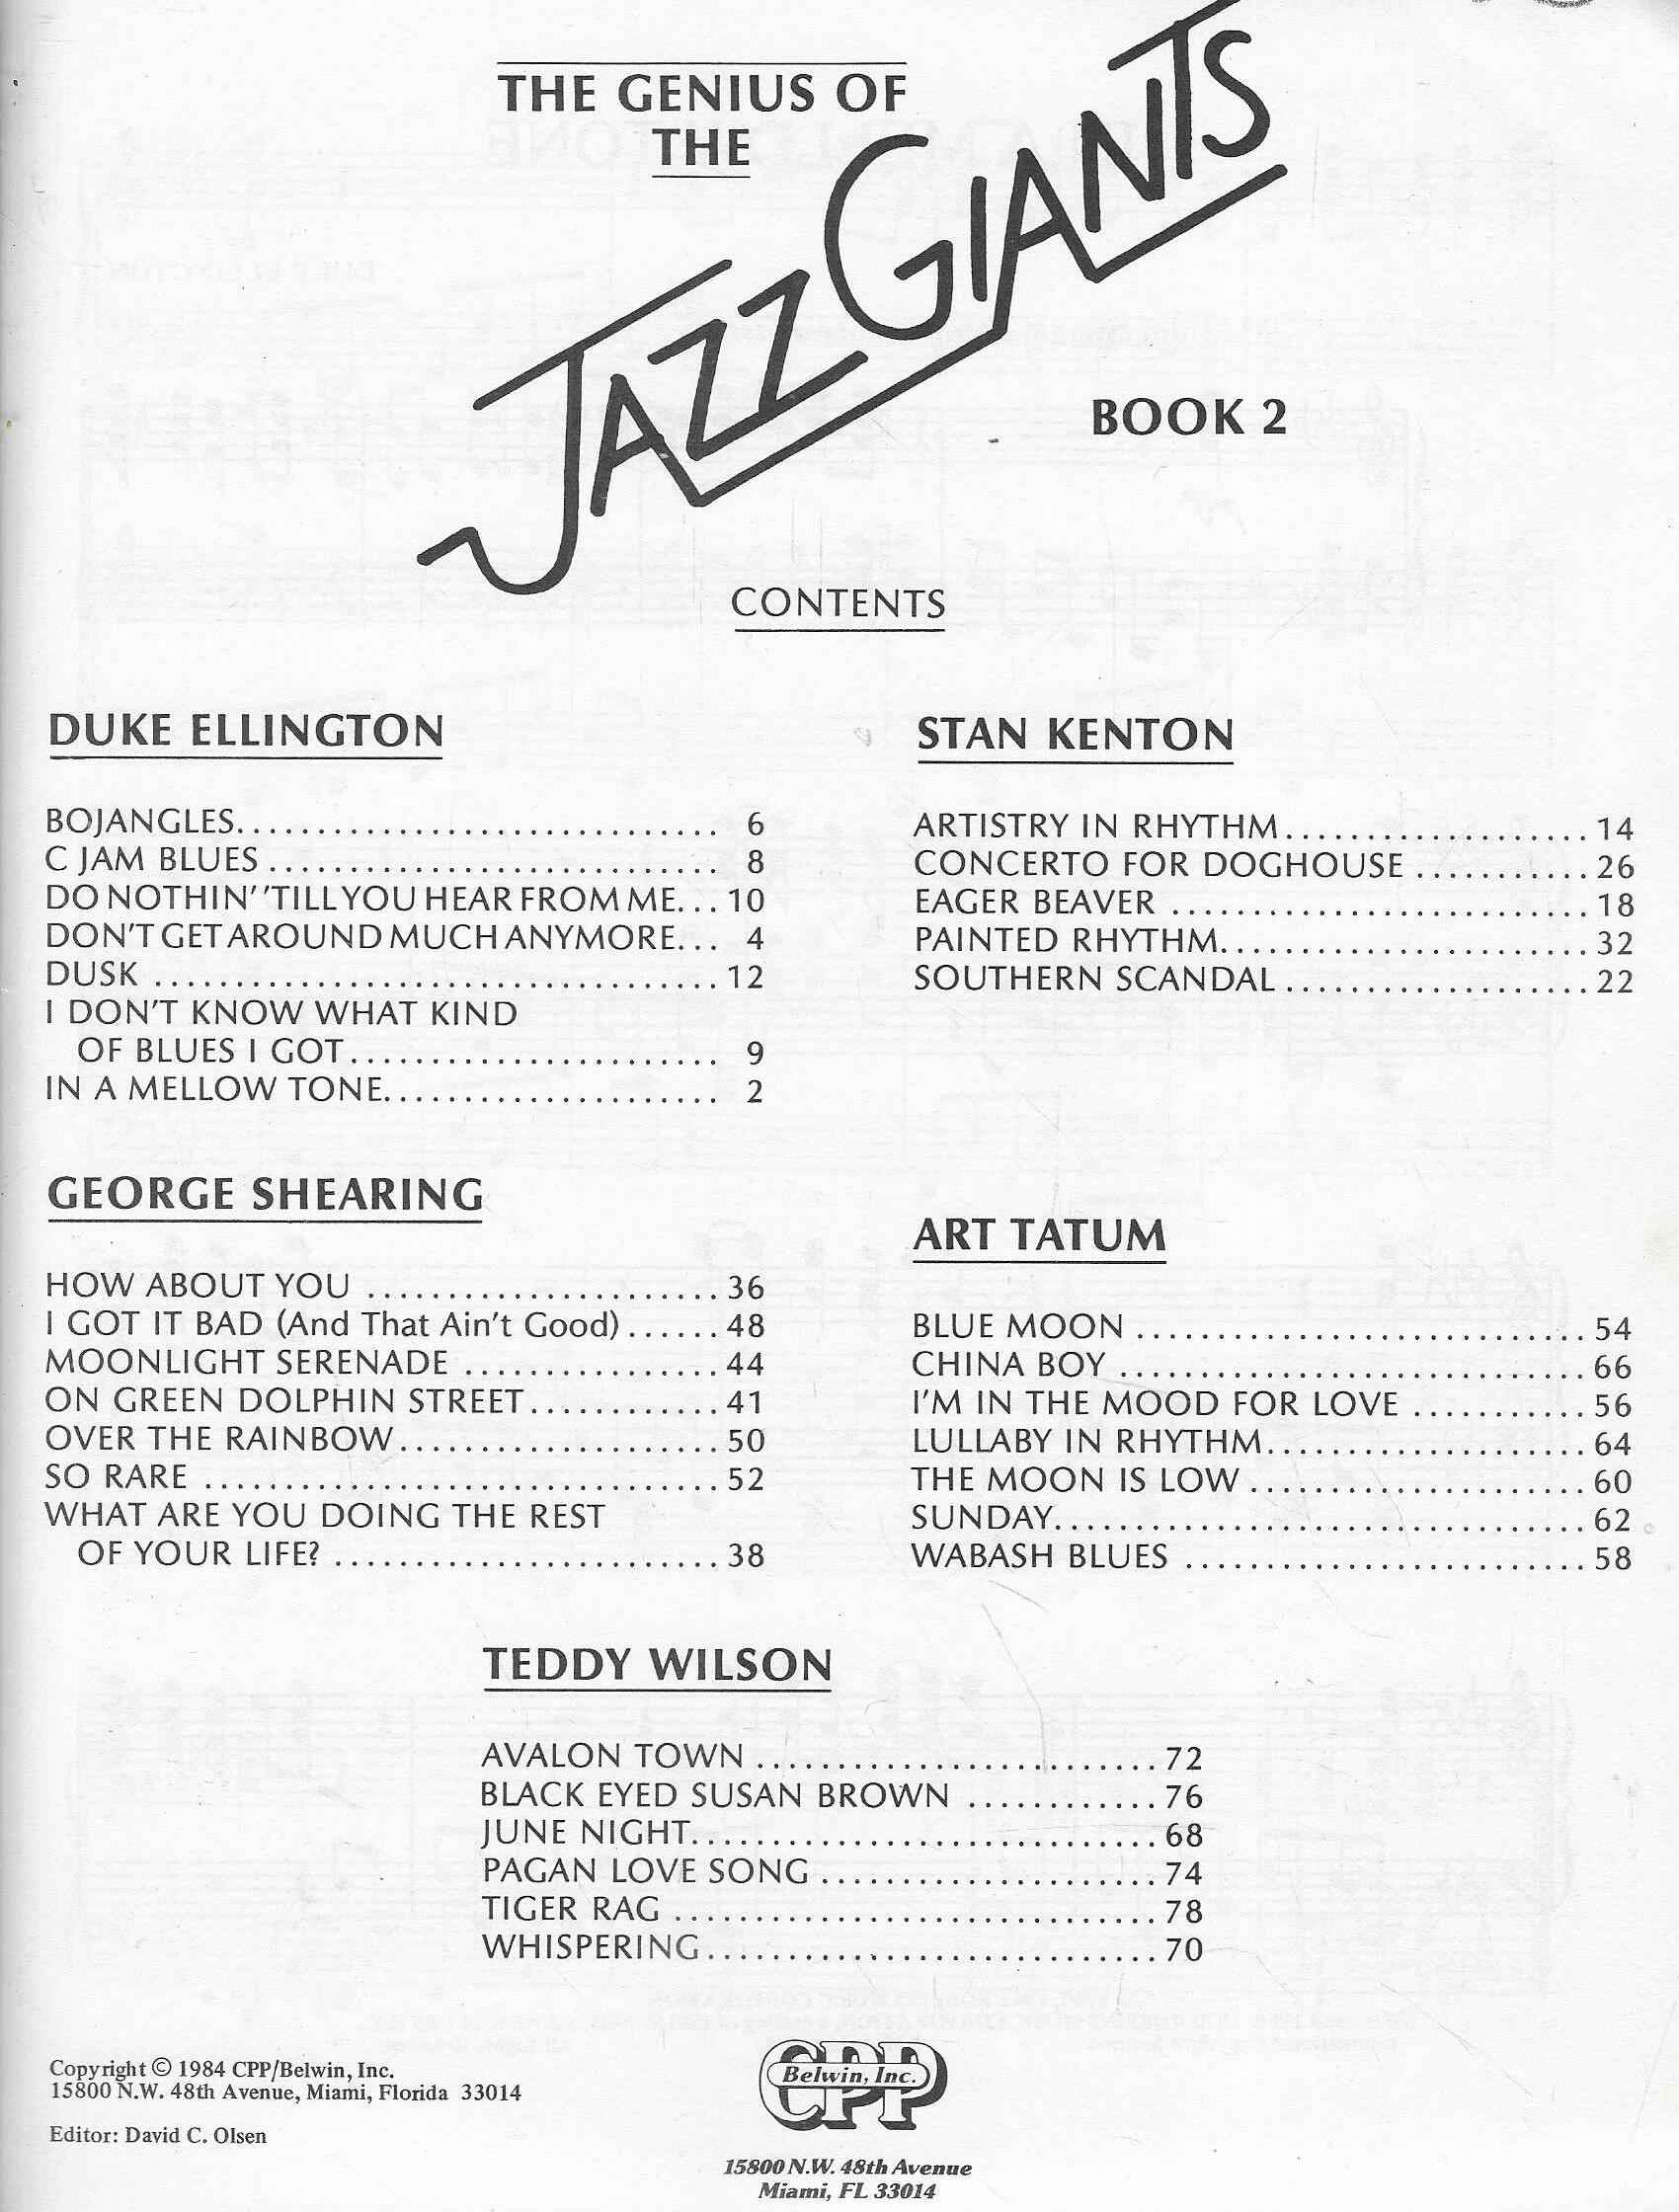 THE GENIUS OF
THE
JAZZ GIANTS
BOOK 2
CONTENTS
DUKE ELLINGTON
BOJANGLES.............................. 6
C JAM BLUES ............................ 8
DO NOTHIN' 'TILL YOU HEAR FROM ME... 10
DON'T GET AROUND MUCH ANYMORE... 4
DUSK ................................... 12
I DON'T KNOW WHAT KIND
OF BLUES I GOT....................... 9
IN A MELLOW TONE..................... 2
STAN KENTON
ARTISTRY IN RHYTHM................... 14
CONCERTO FOR DOGHOUSE ........... 26
EAGER BEAVER .......................... 18
PAINTED RHYTHM....................... 32
SOUTHERN SCANDAL ................... 22
GEORGE SHEARING
HOW ABOUT YOU ...................... 36
I GOT IT BAD (And That Ain't Good)...... 48
MOONLIGHT SERENADE ................ 44
ON GREEN DOLPHIN STREET............ 41
OVER THE RAINBOW.................... 50
SO RARE ................................ 52
WHAT ARE YOU DOING THE REST
OF YOUR LIFE? ........................ 38
ART TATUM
BLUE MOON ............................ 54
CHINA BOY ............................. 66
I'M IN THE MOOD FOR LOVE ........... 56
LULLABY IN RHYTHM.................... 64
THE MOON IS LOW ..................... 60
SUNDAY................................. 62
WABASH BLUES ......................... 58
TEDDY WILSON
AVALON TOWN ......................... 72
BLACK EYED SUSAN BROWN ............ 76
JUNE NIGHT............................. 68
PAGAN LOVE SONG ..................... 74
TIGER RAG .............................. 78
WHISPERING............................ 70
Copyright © 1984 CPP/Belwin, Inc.
15800 N.W. 48th Avenue, Miami, Florida 33014
Editor: David C. Olsen
CPP
Belwin, Inc.
15800 N.W. 48th Avenue
Miami, FL 33014